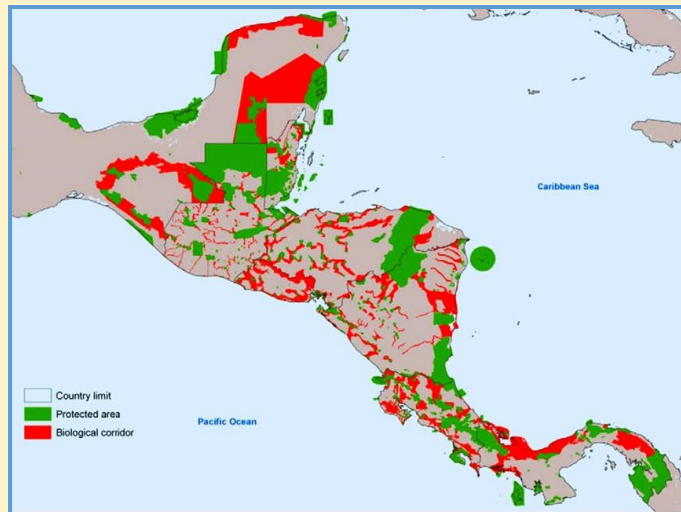 Caribbean Sea
Country limit
Protected area
Pacific Ocean
Biological corridor